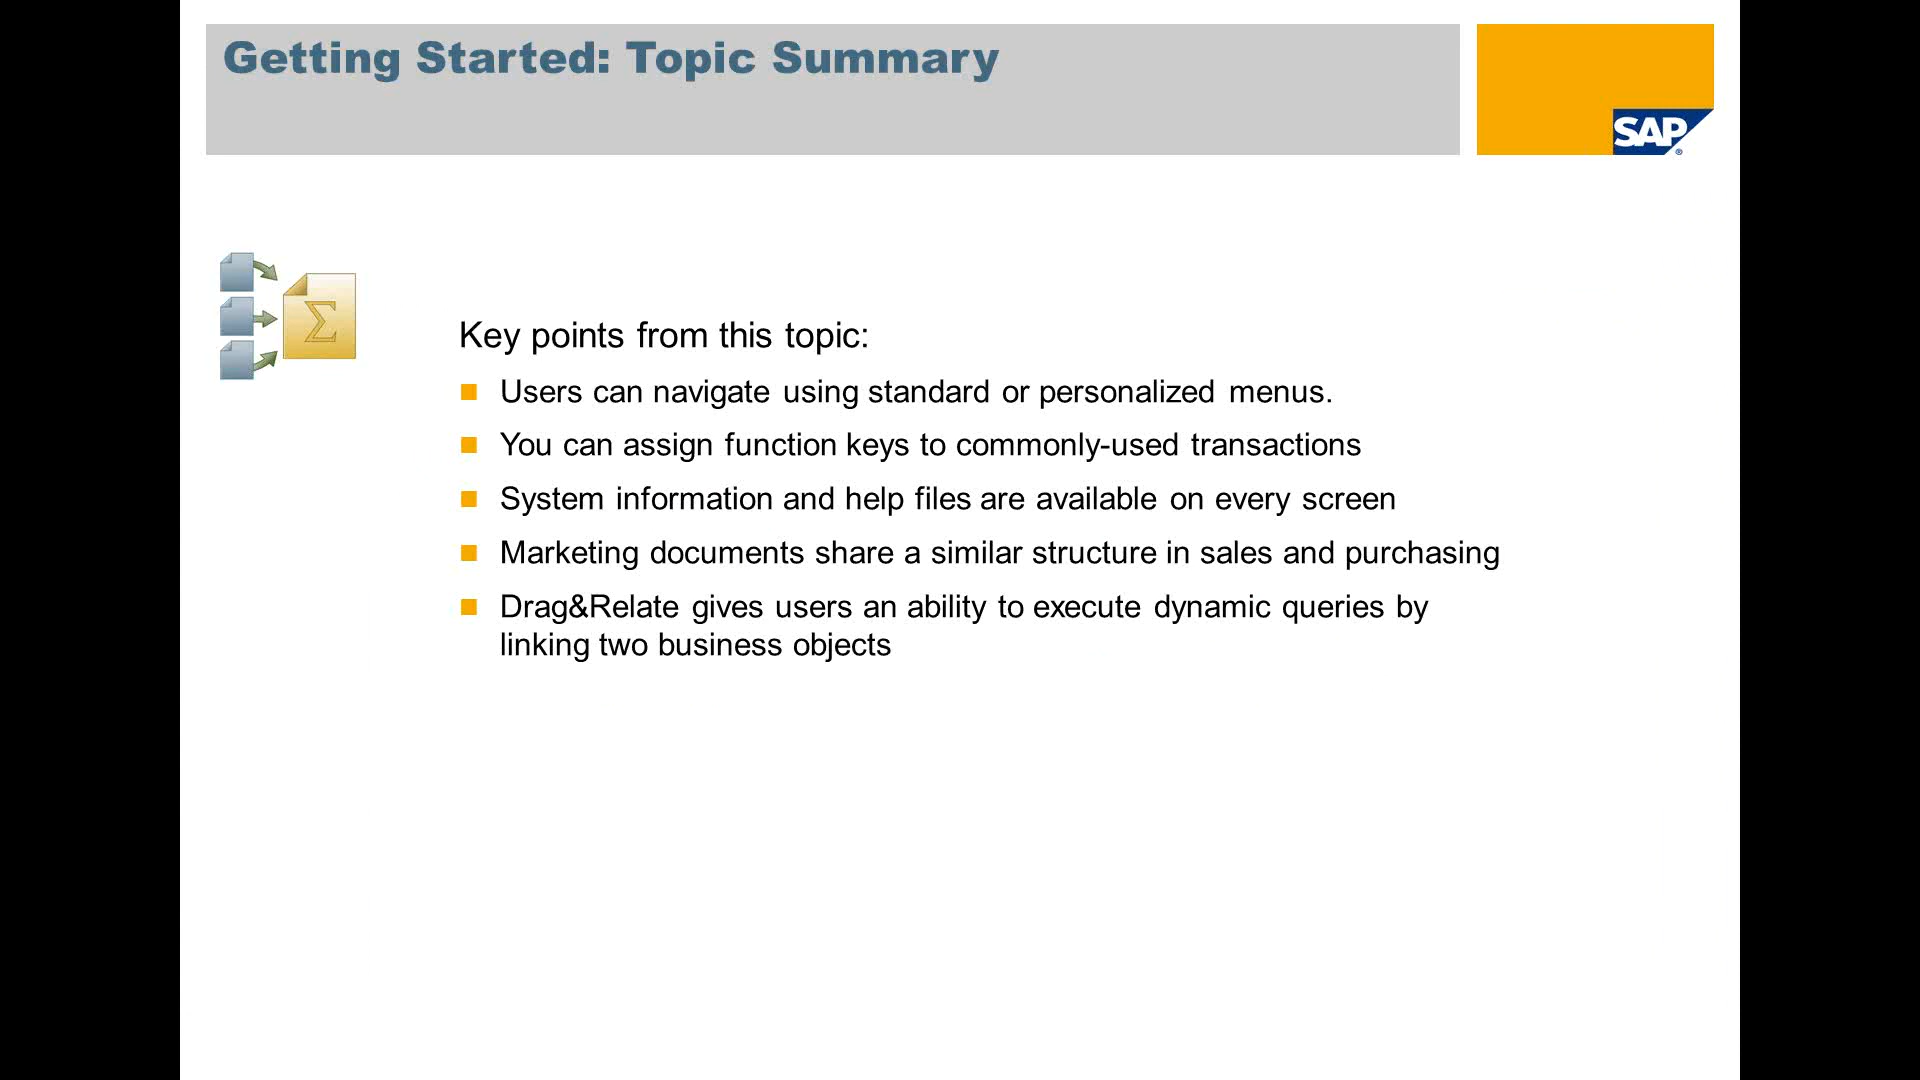 Getting Started: Topic Summary
SAP
®
Σ
Key points from this topic:
Users can navigate using standard or personalized menus.
You can assign function keys to commonly-used transactions
System information and help files are available on every screen
Marketing documents share a similar structure in sales and purchasing
Drag&Relate gives users an ability to execute dynamic queries by
linking two business objects